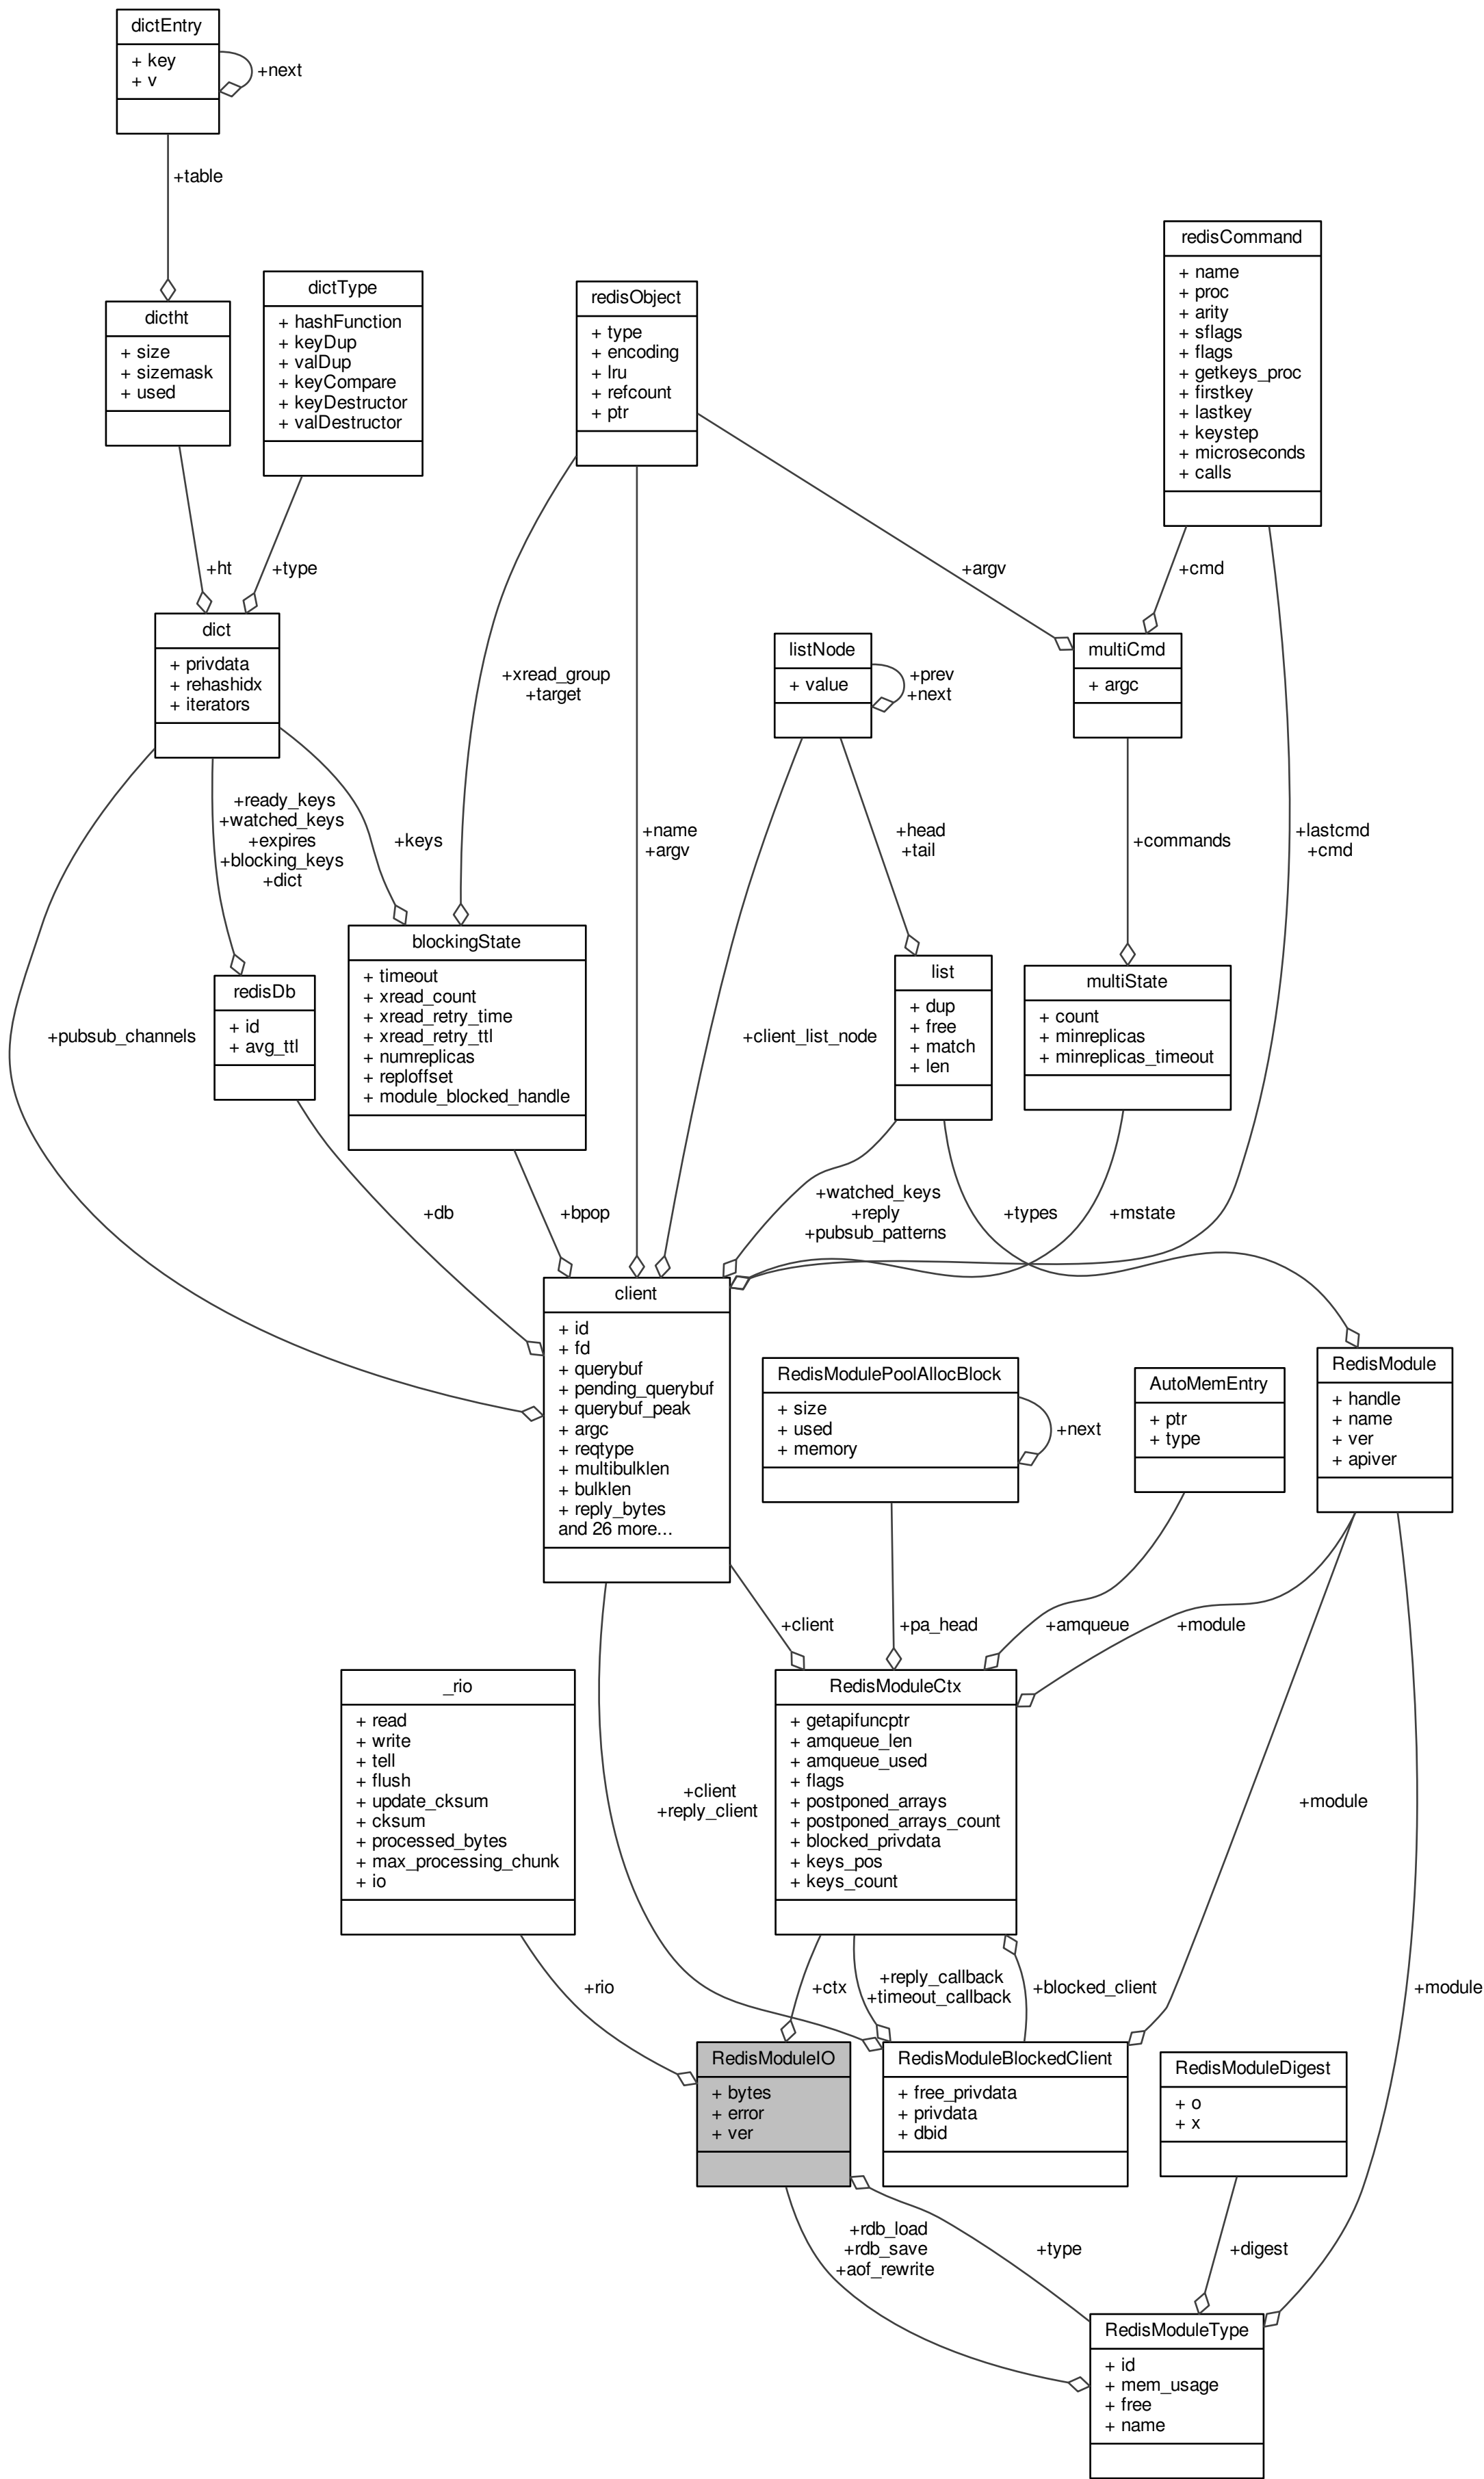 dictEntry
+ key
+ v
+next
+table
redisCommand
+ name
+ proc
+ arity
+ sflags
+ flags
+ getkeys_proc
+ firstkey
+ lastkey
+ keystep
+ microseconds
+ calls
dictType
+ hashFunction
+ keyDup
+ valDup
+ keyCompare
+ keyDestructor
+ valDestructor
redisObject
+ type
+ encoding
+ lru
+ refcount
+ ptr
dictht
+ size
+ sizemask
+ used
+ht
+type
+argv
+cmd
dict
+ privdata
+ rehashidx
+ iterators
listNode
+ value
+prev
+next
multiCmd
+ argc
+xread_group
+target
+ready_keys
+watched_keys
+expires
+blocking_keys
+dict
+keys
+name
+argv
+head
+tail
+commands
+lastcmd
+cmd
blockingState
+ timeout
+ xread_count
+ xread_retry_time
+ xread_retry_ttl
+ numreplicas
+ reploffset
+ module_blocked_handle
list
+ dup
+ free
+ match
+ len
multiState
+ count
+ minreplicas
+ minreplicas_timeout
redisDb
+ id
+ avg_ttl
+pubsub_channels
+client_list_node
+db
+bpop
+watched_keys
+reply
+pubsub_patterns
+types
+mstate
client
+ id
+ fd
+ querybuf
+ pending_querybuf
+ querybuf_peak
+ argc
+ reqtype
+ multibulklen
+ bulklen
+ reply_bytes
and 26 more...
RedisModulePoolAllocBlock
+ size
+ used
+ memory
+next
AutoMemEntry
+ ptr
+ type
RedisModule
+ handle
+ name
+ ver
+ apiver
+client
+pa_head
+amqueue
+module
_rio
+ read
+ write
+ tell
+ flush
+ update_cksum
+ cksum
+ processed_bytes
+ max_processing_chunk
+ io
+client
+reply_client
RedisModuleCtx
+ getapifuncptr
+ amqueue_len
+ amqueue_used
+ flags
+ postponed_arrays
+ postponed_arrays_count
+ blocked_privdata
+ keys_pos
+ keys_count
+module
+rio
+ctx
+reply_callback
+timeout_callback
+blocked_client
+module
RedisModuleIO
+ bytes
+ error
+ ver
RedisModuleBlockedClient
+ free_privdata
+ privdata
+ dbid
RedisModuleDigest
+ o
+ x
+rdb_load
+rdb_save
+aof_rewrite
+type
+digest
RedisModuleType
+ id
+ mem_usage
+ free
+ name